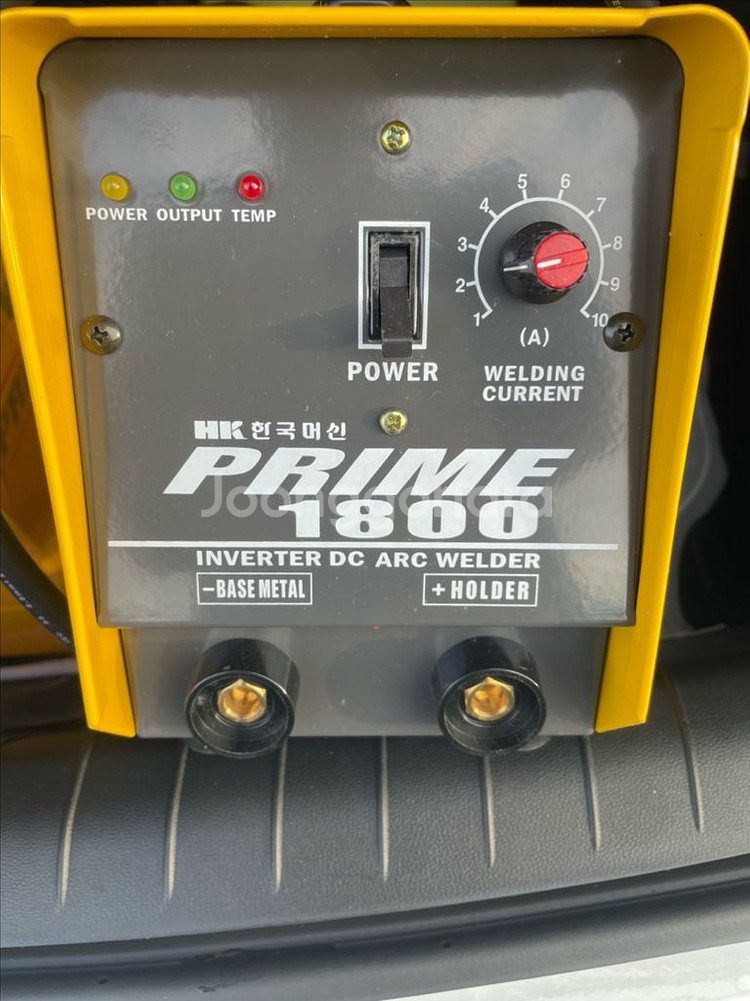 POWER OUTPUT TEMP
1 2 3 4 5 6 7 8 9 10
(A)
POWER
WELDING
CURRENT
HK 한국머신
PRIME
Joonggonara
1800
INVERTER DC ARC WELDER
−BASE METAL
+HOLDER